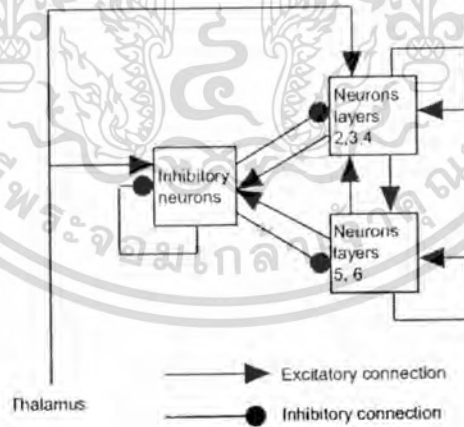 Neurons
layers
2,3,4
Inhibitory
neurons
Neurons
layers
5, 6
Excitatory connection
Thalamus
Inhibitory connection